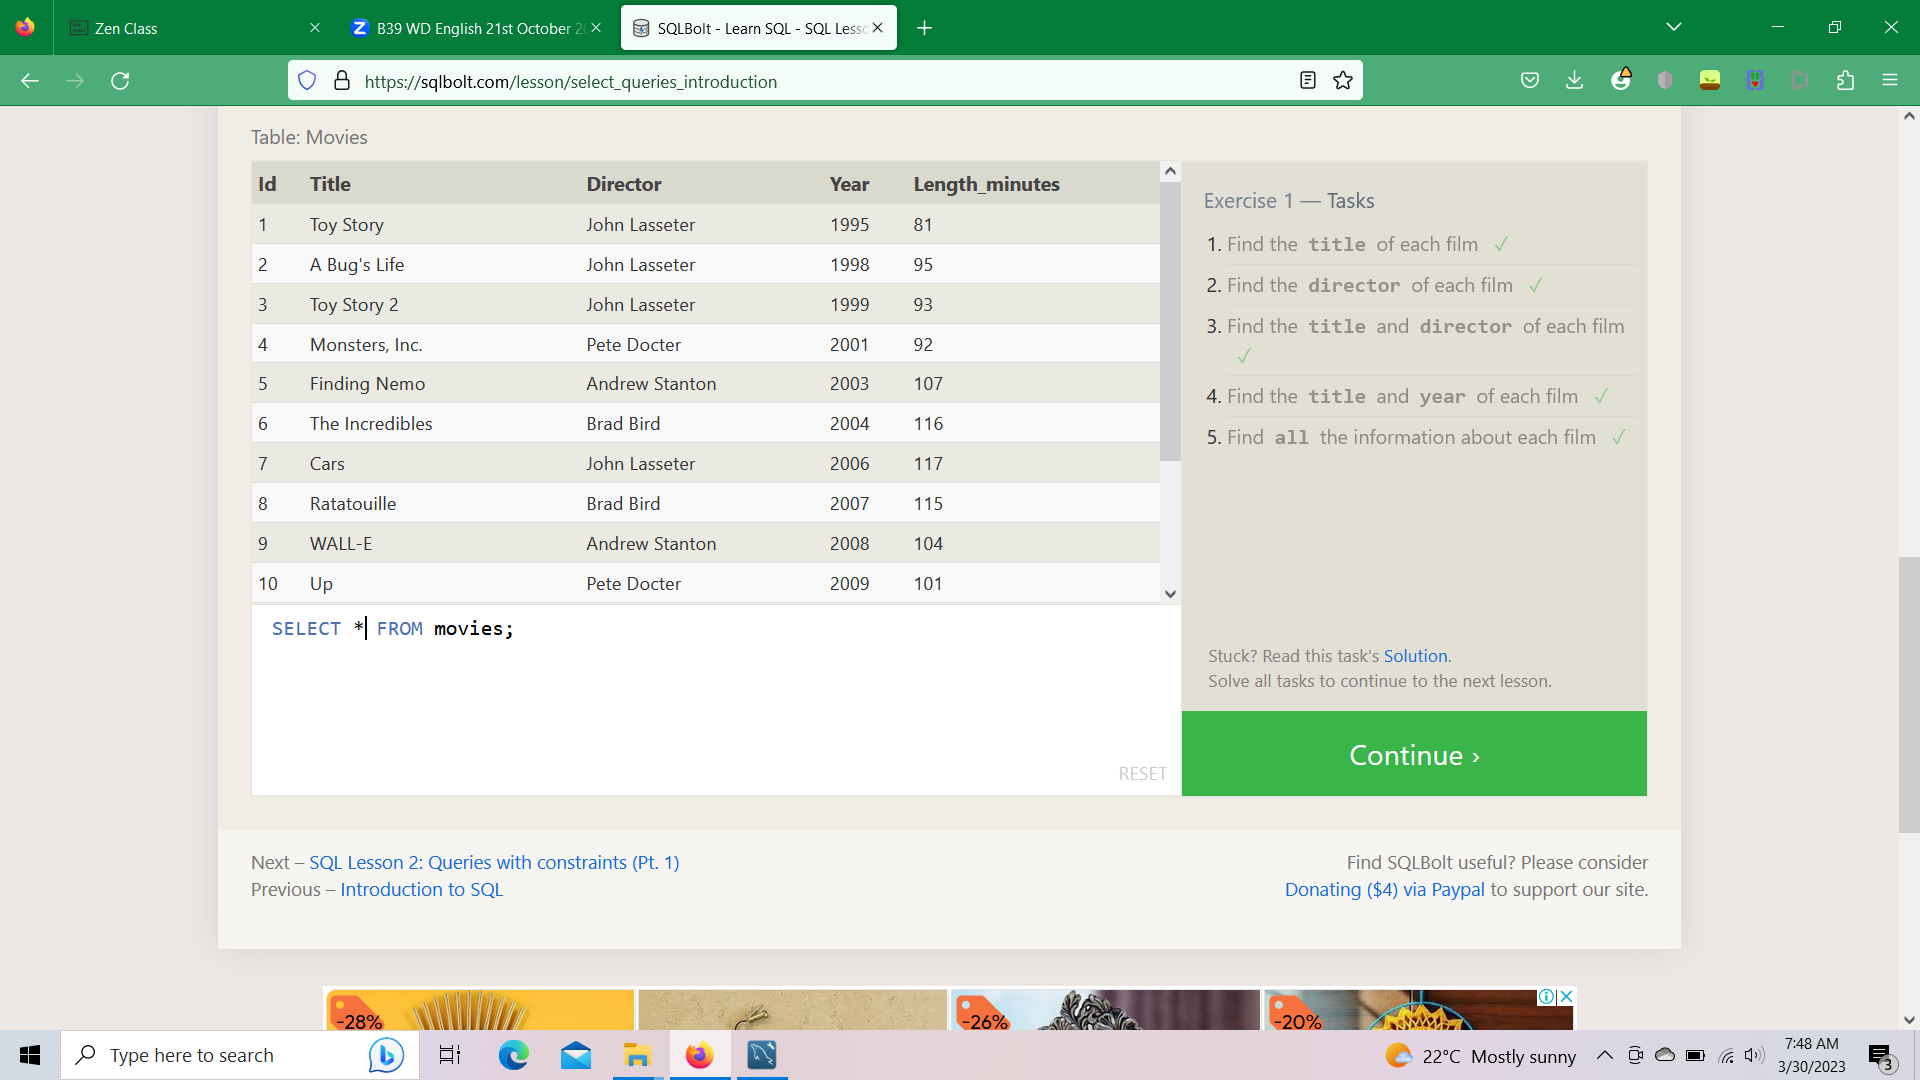 Zen Class
B39 WD English 21st October 2
SQLBolt - Learn SQL - SQL Less
https://sqlbolt.com/lesson/select_queries_introduction
Table: Movies
Id Title Director Year Length_minutes
1 Toy Story John Lasseter 1995 81
2 A Bug's Life John Lasseter 1998 95
3 Toy Story 2 John Lasseter 1999 93
4 Monsters, Inc. Pete Docter 2001 92
5 Finding Nemo Andrew Stanton 2003 107
6 The Incredibles Brad Bird 2004 116
7 Cars John Lasseter 2006 117
8 Ratatouille Brad Bird 2007 115
9 WALL-E Andrew Stanton 2008 104
10 Up Pete Docter 2009 101
SELECT * FROM movies;
RESET
Exercise 1 — Tasks
1. Find the title of each film ✓
2. Find the director of each film ✓
3. Find the title and director of each film
✓
4. Find the title and year of each film ✓
5. Find all the information about each film ✓
Stuck? Read this task's Solution.
Solve all tasks to continue to the next lesson.
Continue ›
Next – SQL Lesson 2: Queries with constraints (Pt. 1)
Previous – Introduction to SQL
Find SQLBolt useful? Please consider
Donating ($4) via Paypal to support our site.
-28%
-26%
-20%
Type here to search
22°C Mostly sunny
7:48 AM
3/30/2023
3